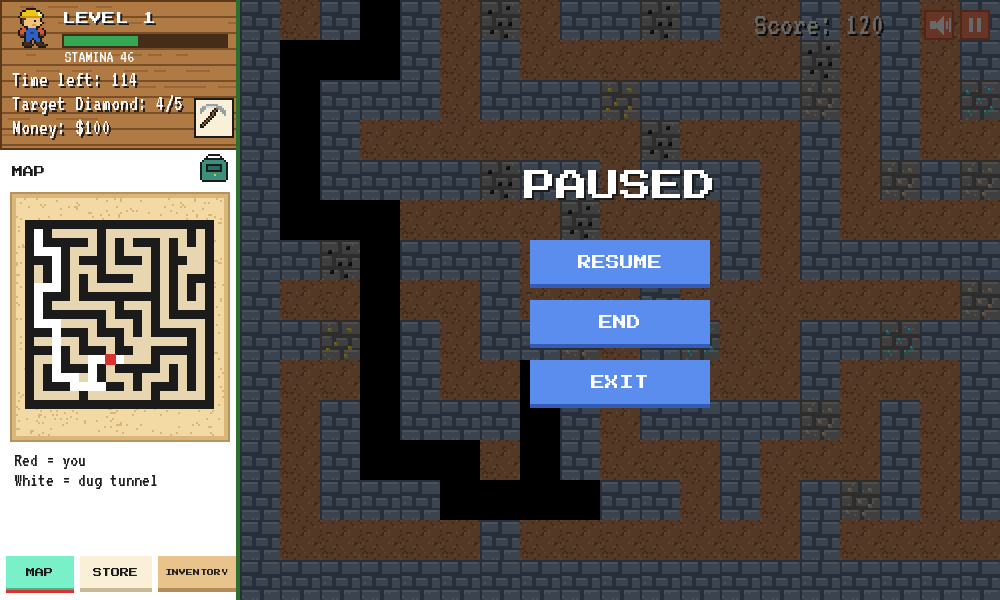 LEVEL 1
STAMINA 46
Time left: 114
Target Diamond: 4/5
Money: $100
MAP
Red = you
White = dug tunnel
MAP
STORE
INVENTORY
Score: 120
PAUSED
RESUME
END
EXIT